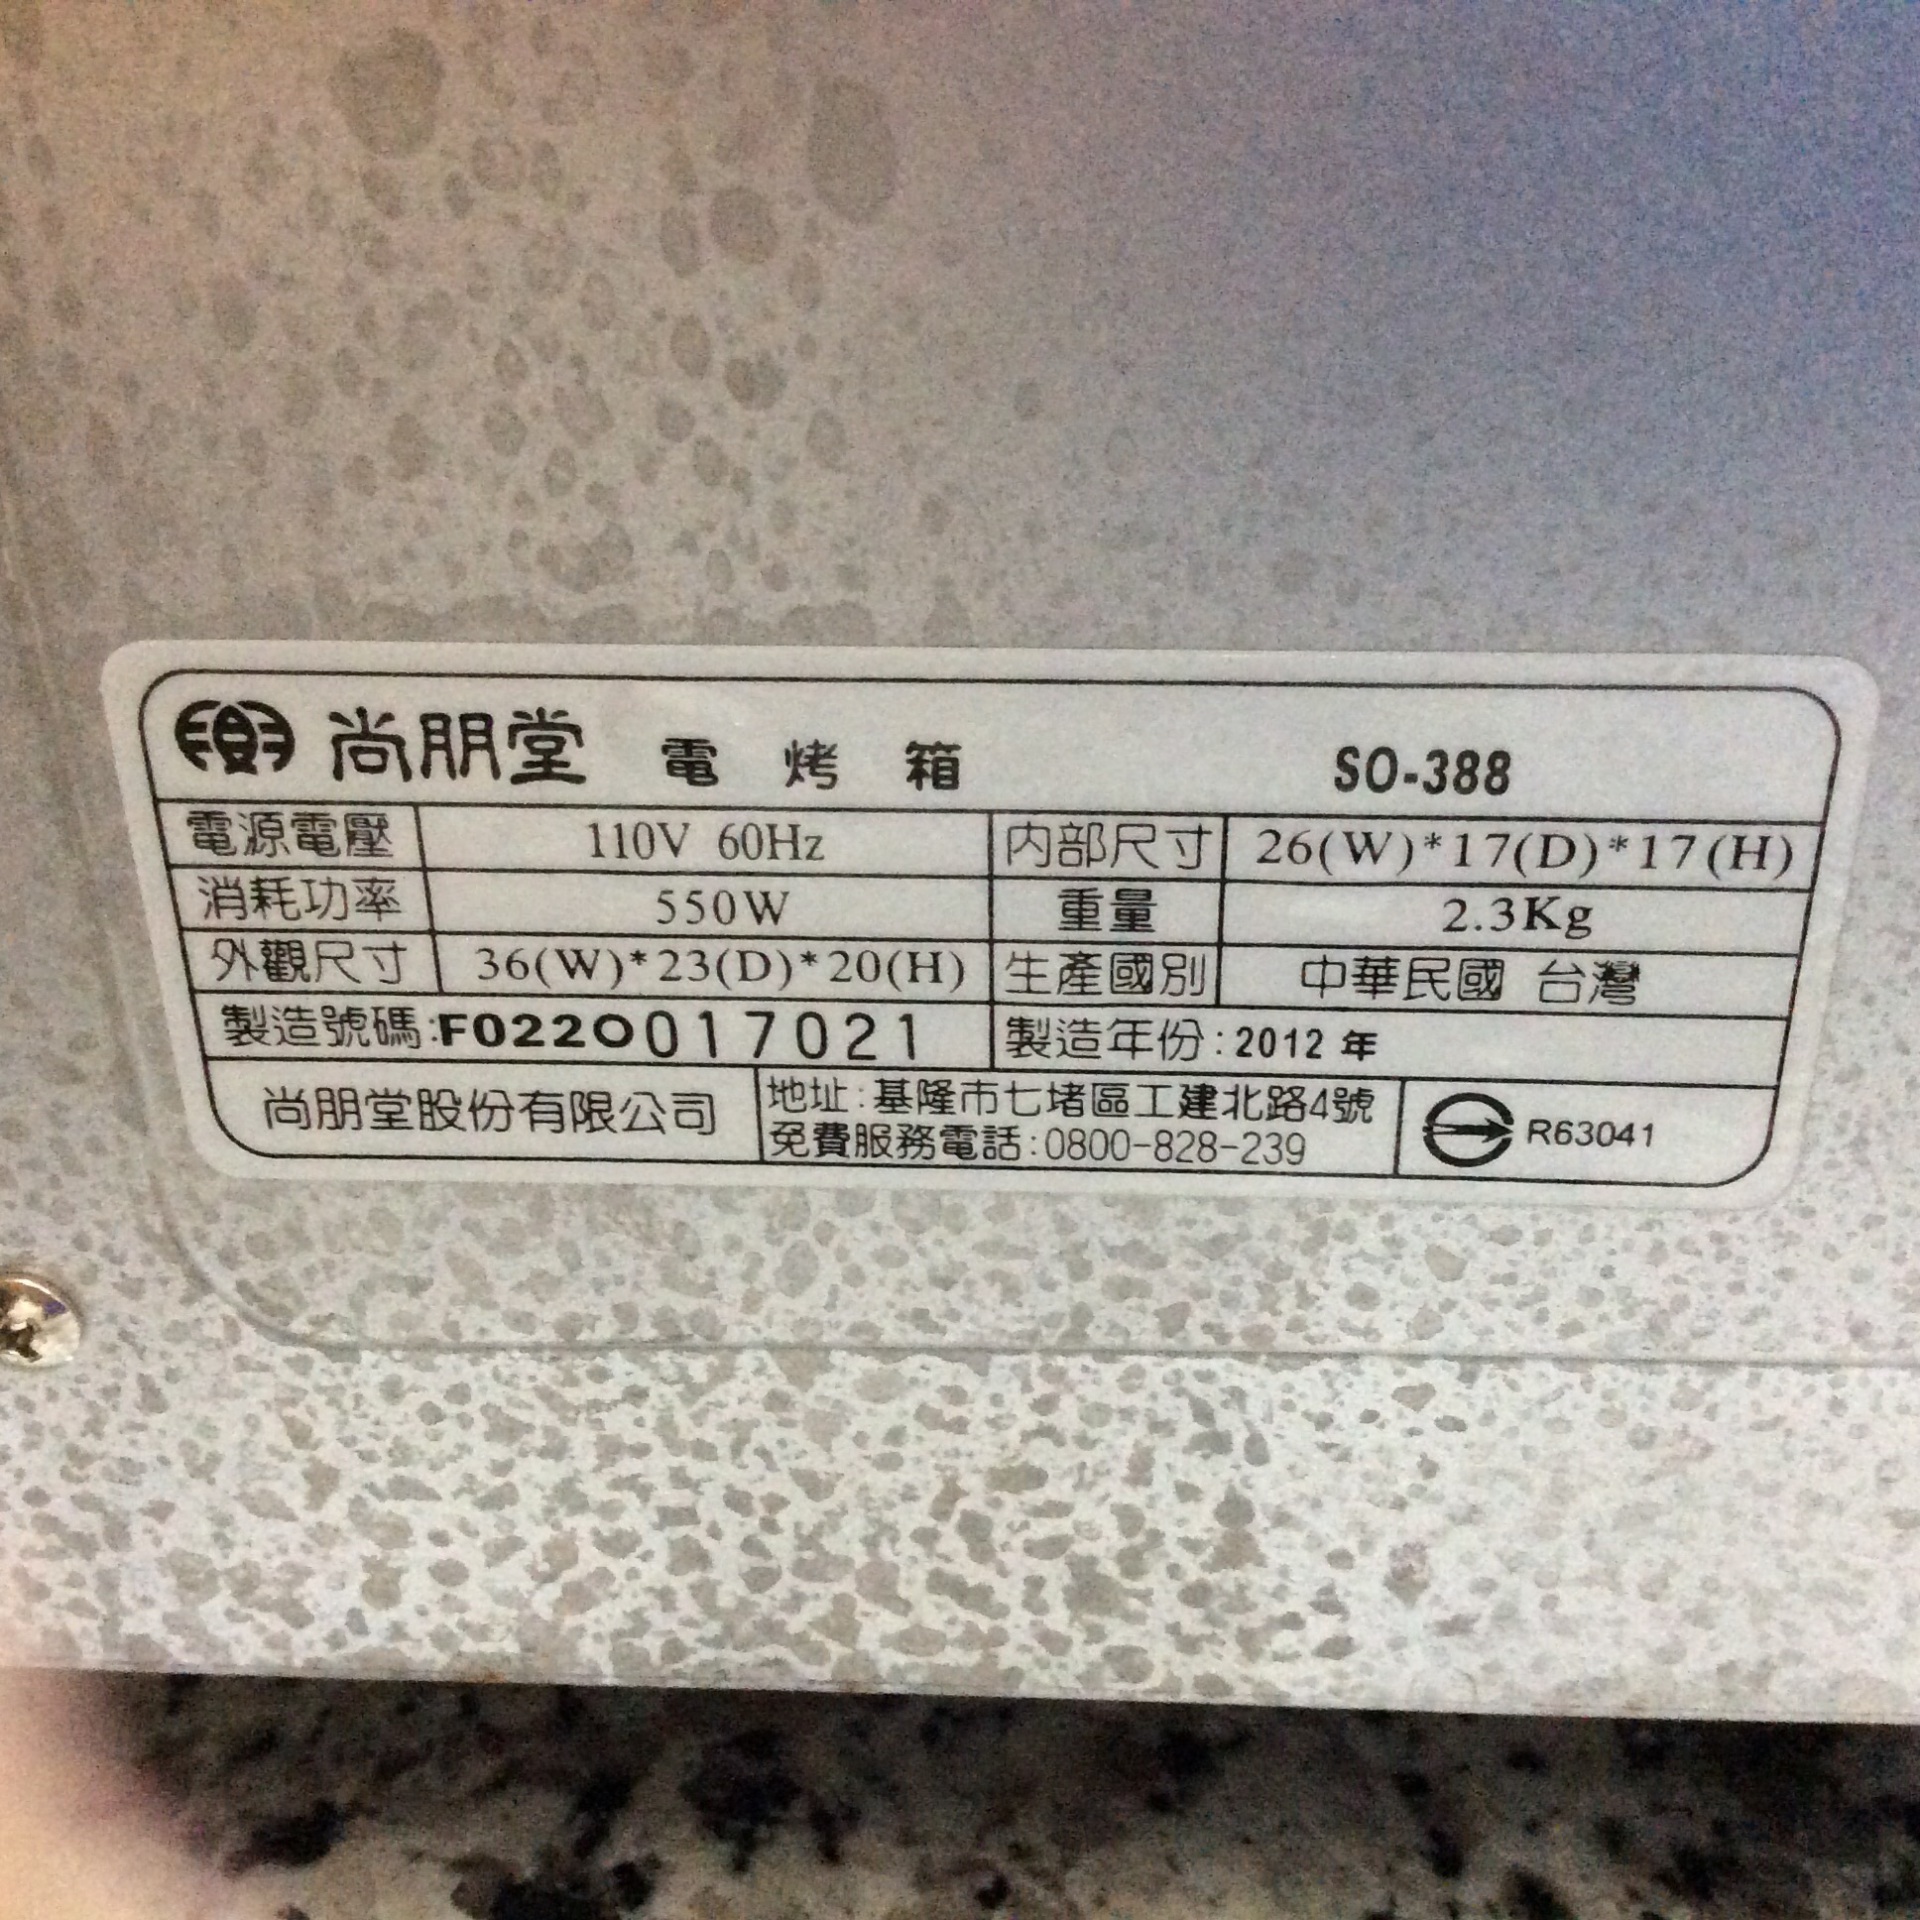 尚朋堂 電 烤 箱 SO-388
電源電壓 110V 60Hz 內部尺寸 26(W)*17(D)*17(H)
消耗功率 550W 重量 2.3Kg
外觀尺寸 36(W)*23(D)*20(H) 生產國別 中華民國 台灣
製造號碼:F0220017021 製造年份:2012 年
尚朋堂股份有限公司
地址:基隆市七堵區工建北路4號
免費服務電話:0800-828-239
R63041